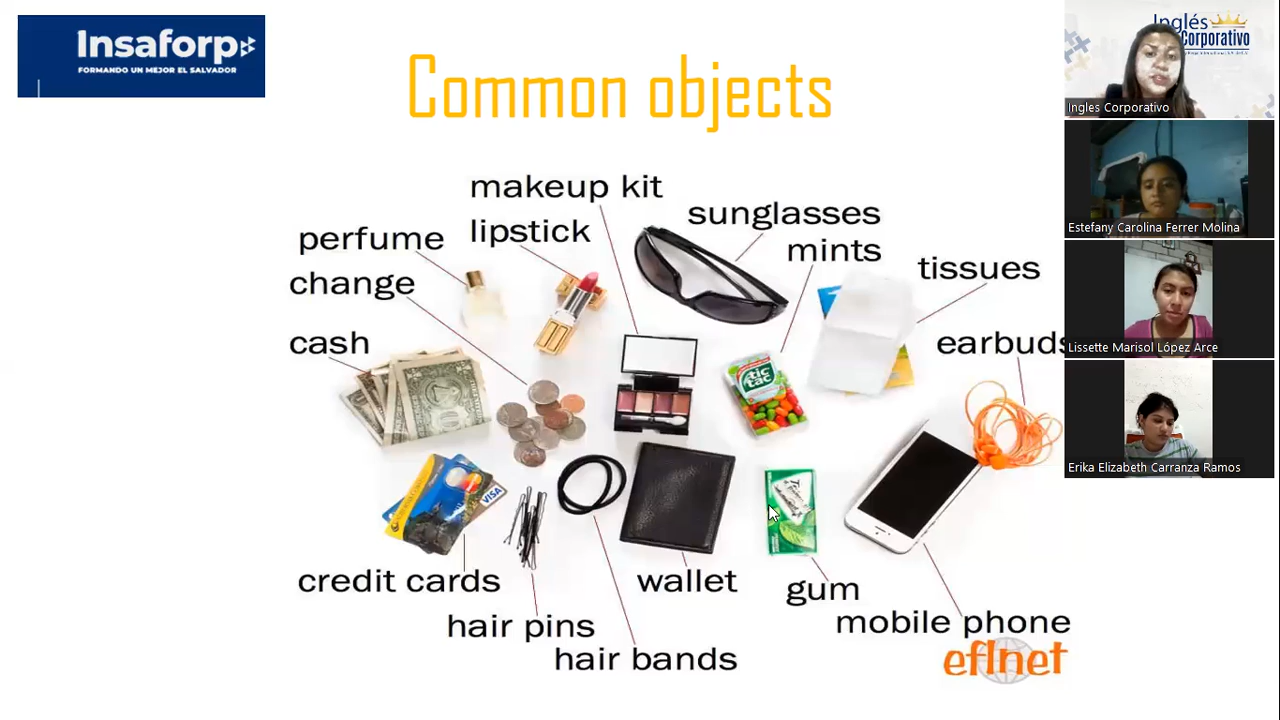 Insaforp
FORMANDO UN MEJOR EL SALVADOR
Common objects
makeup kit
sunglasses
lipstick
perfume
mints
tissues
change
cash
earbuds
tic
tac
VISA
credit cards
wallet
gum
hair pins
mobile phone
hair bands
eflnet
Inglés
Corporativo
Ingles Corporativo
Estefany Carolina Ferrer Molina
Lissette Marisol López Arce
Erika Elizabeth Carranza Ramos